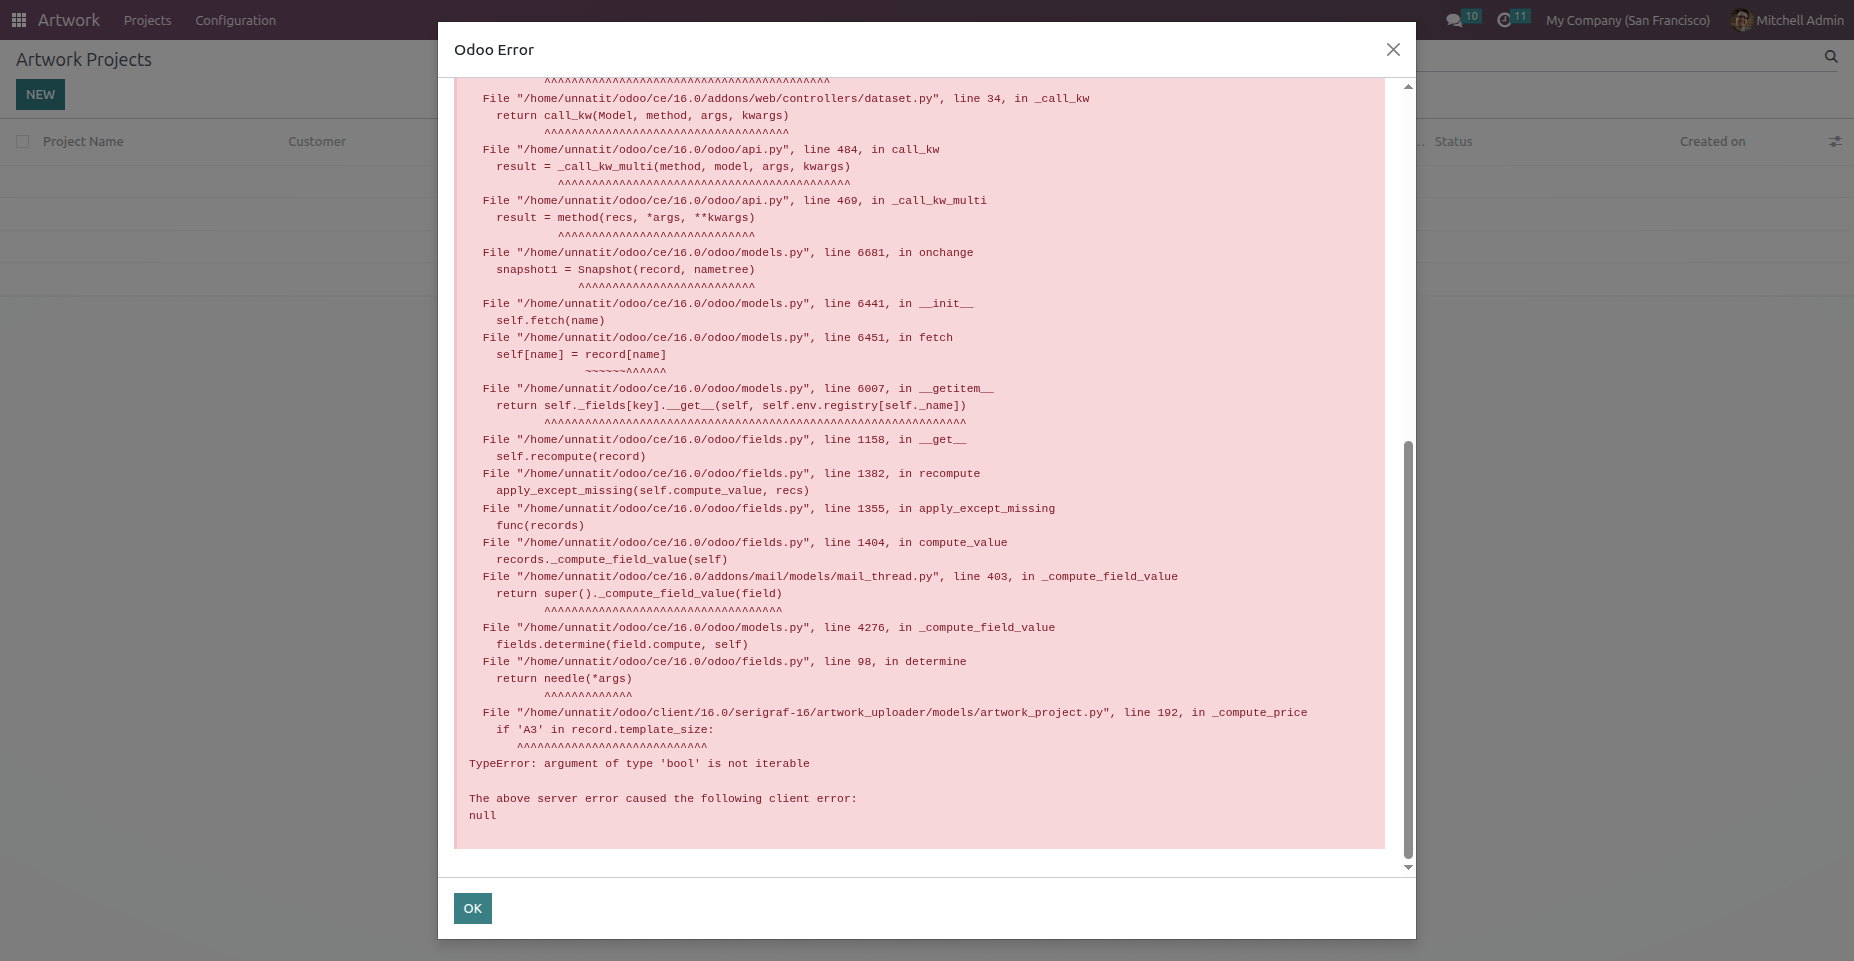 Artwork Projects Configuration 10 11 My Company (San Francisco) Mitchell Admin
Artwork Projects
NEW
Project Name Customer .. Status Created on
Odoo Error
^^^^^^^^^^^^^^^^^^^^^^^^^^^^^^^^^^^^^^^^^^
File "/home/unnatit/odoo/ce/16.0/addons/web/controllers/dataset.py", line 34, in _call_kw
return call_kw(Model, method, args, kwargs)
^^^^^^^^^^^^^^^^^^^^^^^^^^^^^^^^^^^^
File "/home/unnatit/odoo/ce/16.0/odoo/api.py", line 484, in call_kw
result = _call_kw_multi(method, model, args, kwargs)
^^^^^^^^^^^^^^^^^^^^^^^^^^^^^^^^^^^^^^^^^^^
File "/home/unnatit/odoo/ce/16.0/odoo/api.py", line 469, in _call_kw_multi
result = method(recs, *args, **kwargs)
^^^^^^^^^^^^^^^^^^^^^^^^^^^^^
File "/home/unnatit/odoo/ce/16.0/odoo/models.py", line 6681, in onchange
snapshot1 = Snapshot(record, nametree)
^^^^^^^^^^^^^^^^^^^^^^^^^^
File "/home/unnatit/odoo/ce/16.0/odoo/models.py", line 6441, in __init__
self.fetch(name)
File "/home/unnatit/odoo/ce/16.0/odoo/models.py", line 6451, in fetch
self[name] = record[name]
~~~~~~^^^^^^
File "/home/unnatit/odoo/ce/16.0/odoo/models.py", line 6007, in __getitem__
return self._fields[key].__get__(self, self.env.registry[self._name])
^^^^^^^^^^^^^^^^^^^^^^^^^^^^^^^^^^^^^^^^^^^^^^^^^^^^^^^^^^^^^^
File "/home/unnatit/odoo/ce/16.0/odoo/fields.py", line 1158, in __get__
self.recompute(record)
File "/home/unnatit/odoo/ce/16.0/odoo/fields.py", line 1382, in recompute
apply_except_missing(self.compute_value, recs)
File "/home/unnatit/odoo/ce/16.0/odoo/fields.py", line 1355, in apply_except_missing
func(records)
File "/home/unnatit/odoo/ce/16.0/odoo/fields.py", line 1404, in compute_value
records._compute_field_value(self)
File "/home/unnatit/odoo/ce/16.0/addons/mail/models/mail_thread.py", line 403, in _compute_field_value
return super()._compute_field_value(field)
^^^^^^^^^^^^^^^^^^^^^^^^^^^^^^^^^^^
File "/home/unnatit/odoo/ce/16.0/odoo/models.py", line 4276, in _compute_field_value
fields.determine(field.compute, self)
File "/home/unnatit/odoo/ce/16.0/odoo/fields.py", line 98, in determine
return needle(*args)
^^^^^^^^^^^^^
File "/home/unnatit/odoo/client/16.0/serigraf-16/artwork_uploader/models/artwork_project.py", line 192, in _compute_price
if 'A3' in record.template_size:
^^^^^^^^^^^^^^^^^^^^^^^^^^^^
TypeError: argument of type 'bool' is not iterable
The above server error caused the following client error:
null
OK